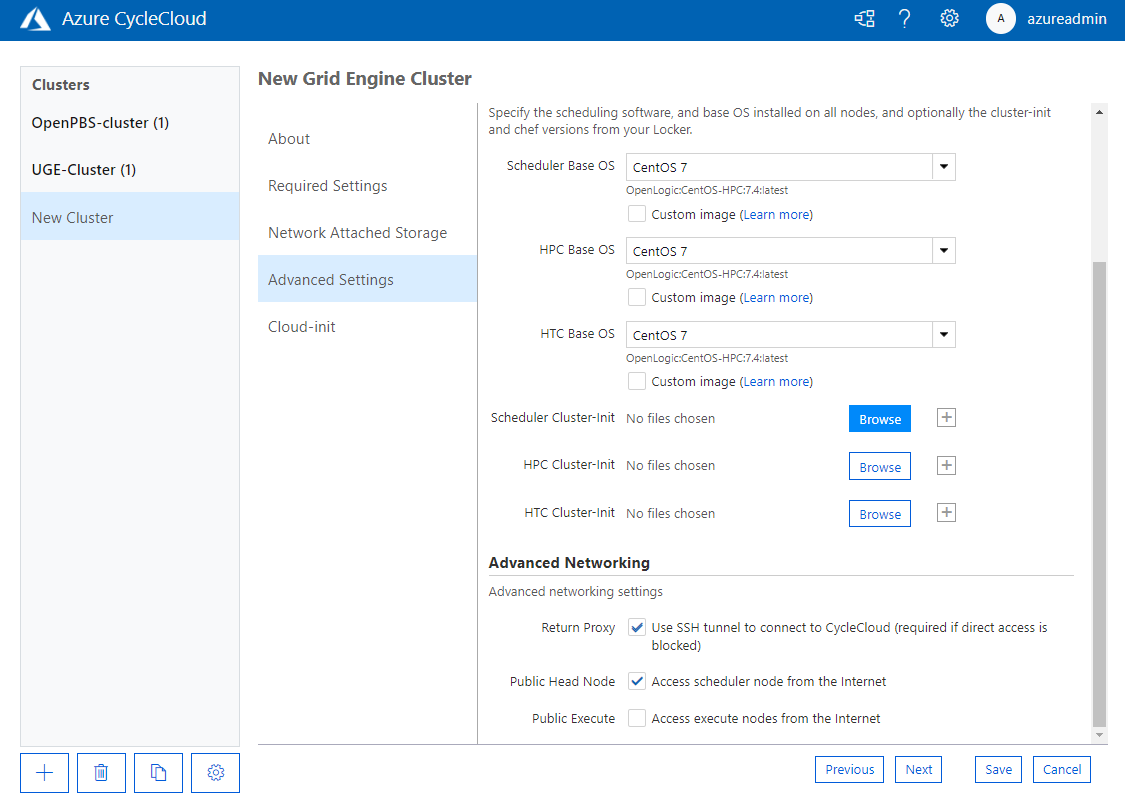 Azure CycleCloud
?
A
azureadmin
Clusters
OpenPBS-cluster (1)
UGE-Cluster (1)
New Cluster
New Grid Engine Cluster
About
Required Settings
Network Attached Storage
Advanced Settings
Cloud-init
Specify the scheduling software, and base OS installed on all nodes, and optionally the cluster-init
and chef versions from your Locker.
Scheduler Base OS CentOS 7
OpenLogic:CentOS-HPC:7.4:latest
Custom image (Learn more)
HPC Base OS CentOS 7
OpenLogic:CentOS-HPC:7.4:latest
Custom image (Learn more)
HTC Base OS CentOS 7
OpenLogic:CentOS-HPC:7.4:latest
Custom image (Learn more)
Scheduler Cluster-Init No files chosen Browse
HPC Cluster-Init No files chosen Browse
HTC Cluster-Init No files chosen Browse
Advanced Networking
Advanced networking settings
Return Proxy Use SSH tunnel to connect to CycleCloud (required if direct access is
blocked)
Public Head Node Access scheduler node from the Internet
Public Execute Access execute nodes from the Internet
Previous Next Save Cancel